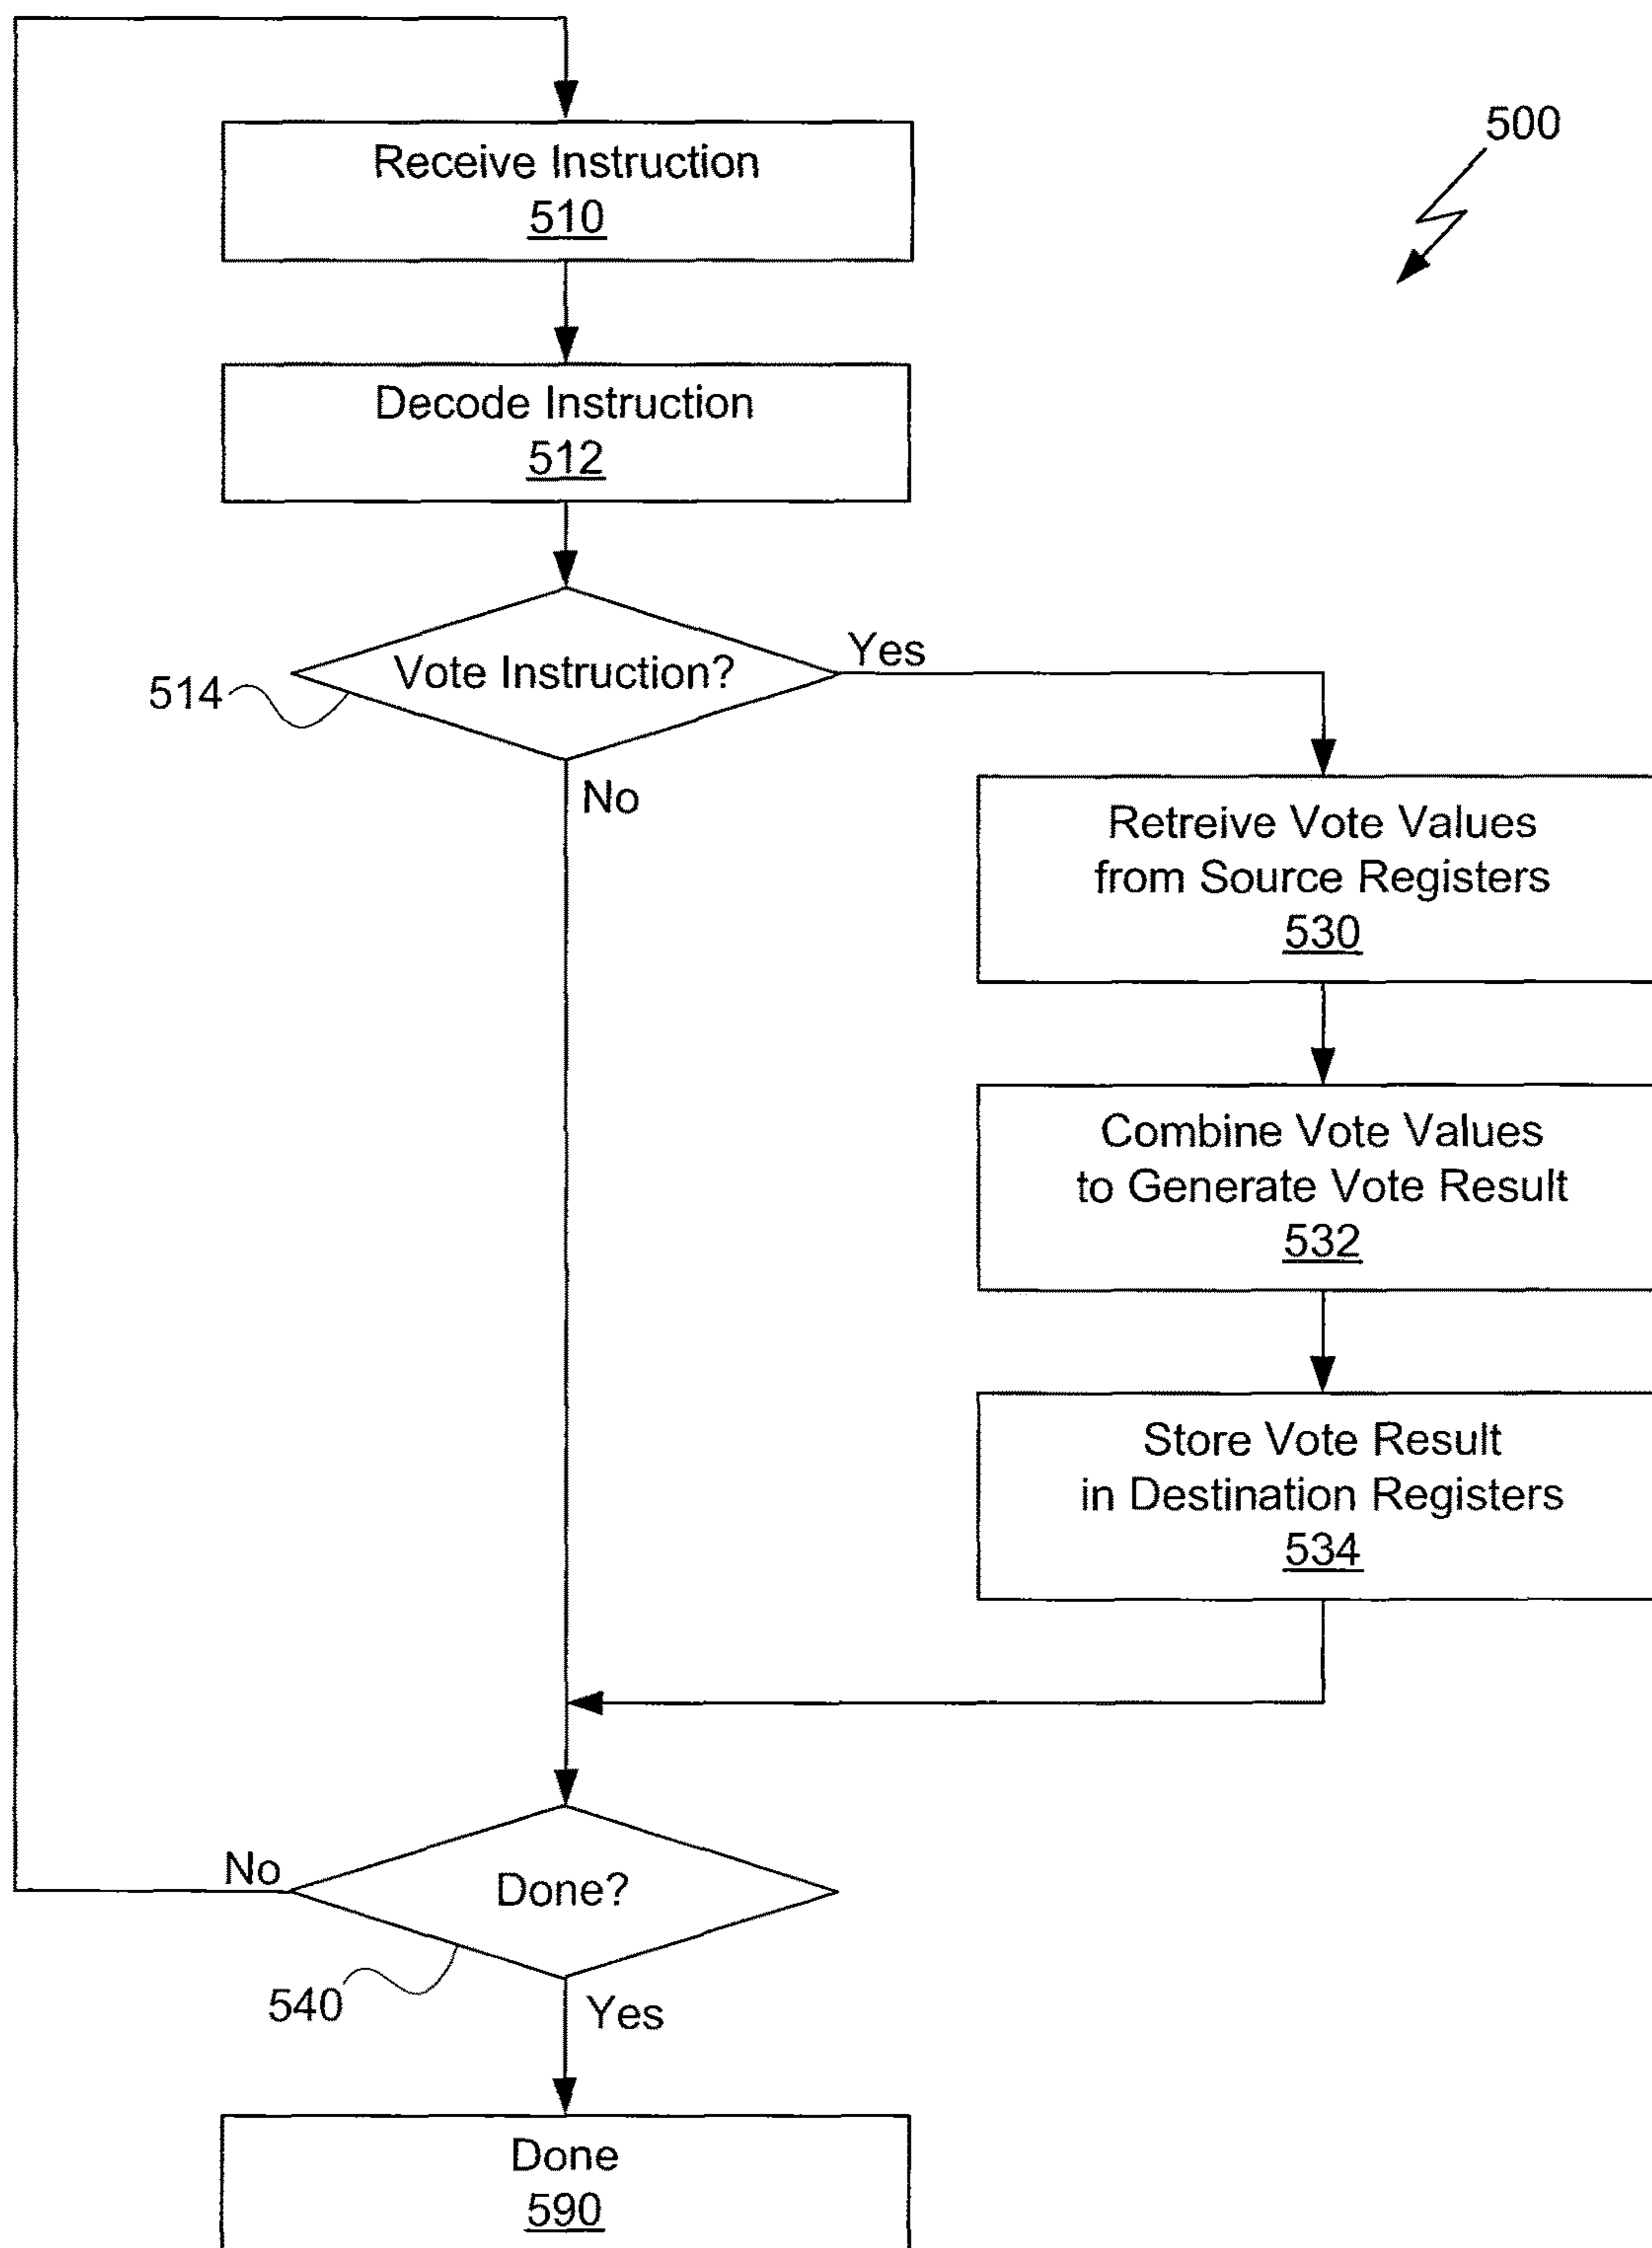 500
Receive Instruction
510
Decode Instruction
512
Vote Instruction?
Yes
514
No
Retreive Vote Values
from Source Registers
530
Combine Vote Values
to Generate Vote Result
532
Store Vote Result
in Destination Registers
534
No
Done?
540
Yes
Done
590